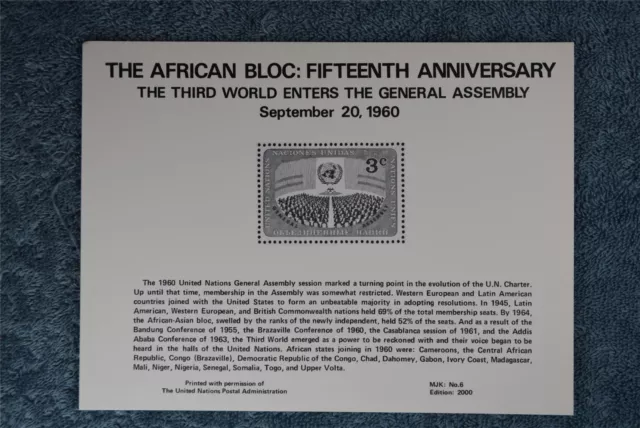 THE AFRICAN BLOC: FIFTEENTH ANNIVERSARY
THE THIRD WORLD ENTERS THE GENERAL ASSEMBLY
September 20, 1960
NACIONES UNIDAS
3c
UNITED NATIONS
NATIONS UNIES
ОБЪЕДИНЕННЫЕ НАЦИИ
The 1960 United Nations General Assembly session marked a turning point in the evolution of the U.N. Charter.
Up until that time, membership in the Assembly was somewhat restricted. Western European and Latin American
countries joined with the United States to form an unbeatable majority in adopting resolutions. In 1945, Latin
American, Western European, and British Commonwealth nations held 69% of the total membership seats. By 1964,
the African-Asian bloc, swelled by the ranks of the newly independent, held 52% of the seats. And as a result of the
Bandung Conference of 1955, the Brazaville Conference of 1960, the Casablanca session of 1961, and the Addis
Ababa Conference of 1963, the Third World emerged as a power to be reckoned with and their voice began to be
heard in the halls of the United Nations. African states joining in 1960 were: Cameroons, the Central African
Republic, Congo (Brazaville), Democratic Republic of the Congo, Chad, Dahomey, Gabon, Ivory Coast, Madagascar,
Mali, Niger, Nigeria, Senegal, Somalia, Togo, and Upper Volta.
Printed with permission of
The United Nations Postal Administration
MJK: No.6
Edition: 2000